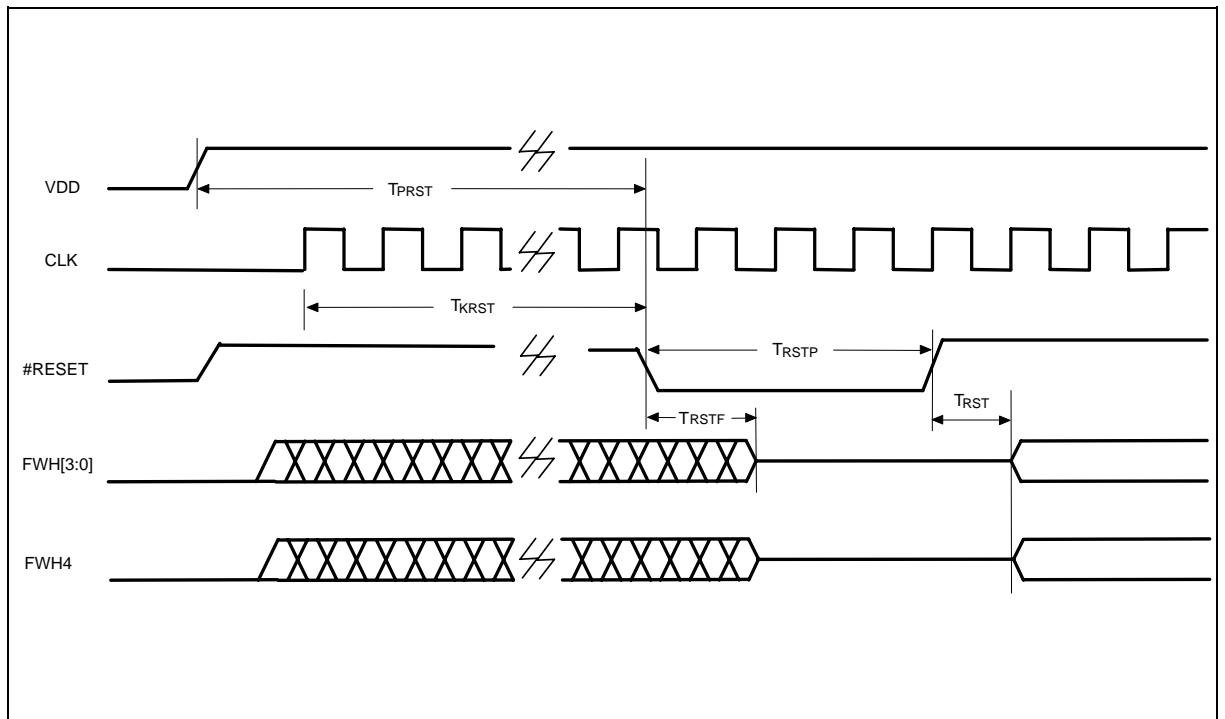 VDD
TPRST
CLK
TKRST
#RESET
TRSTP
TRST
TRSTF
FWH[3:0]
FWH4